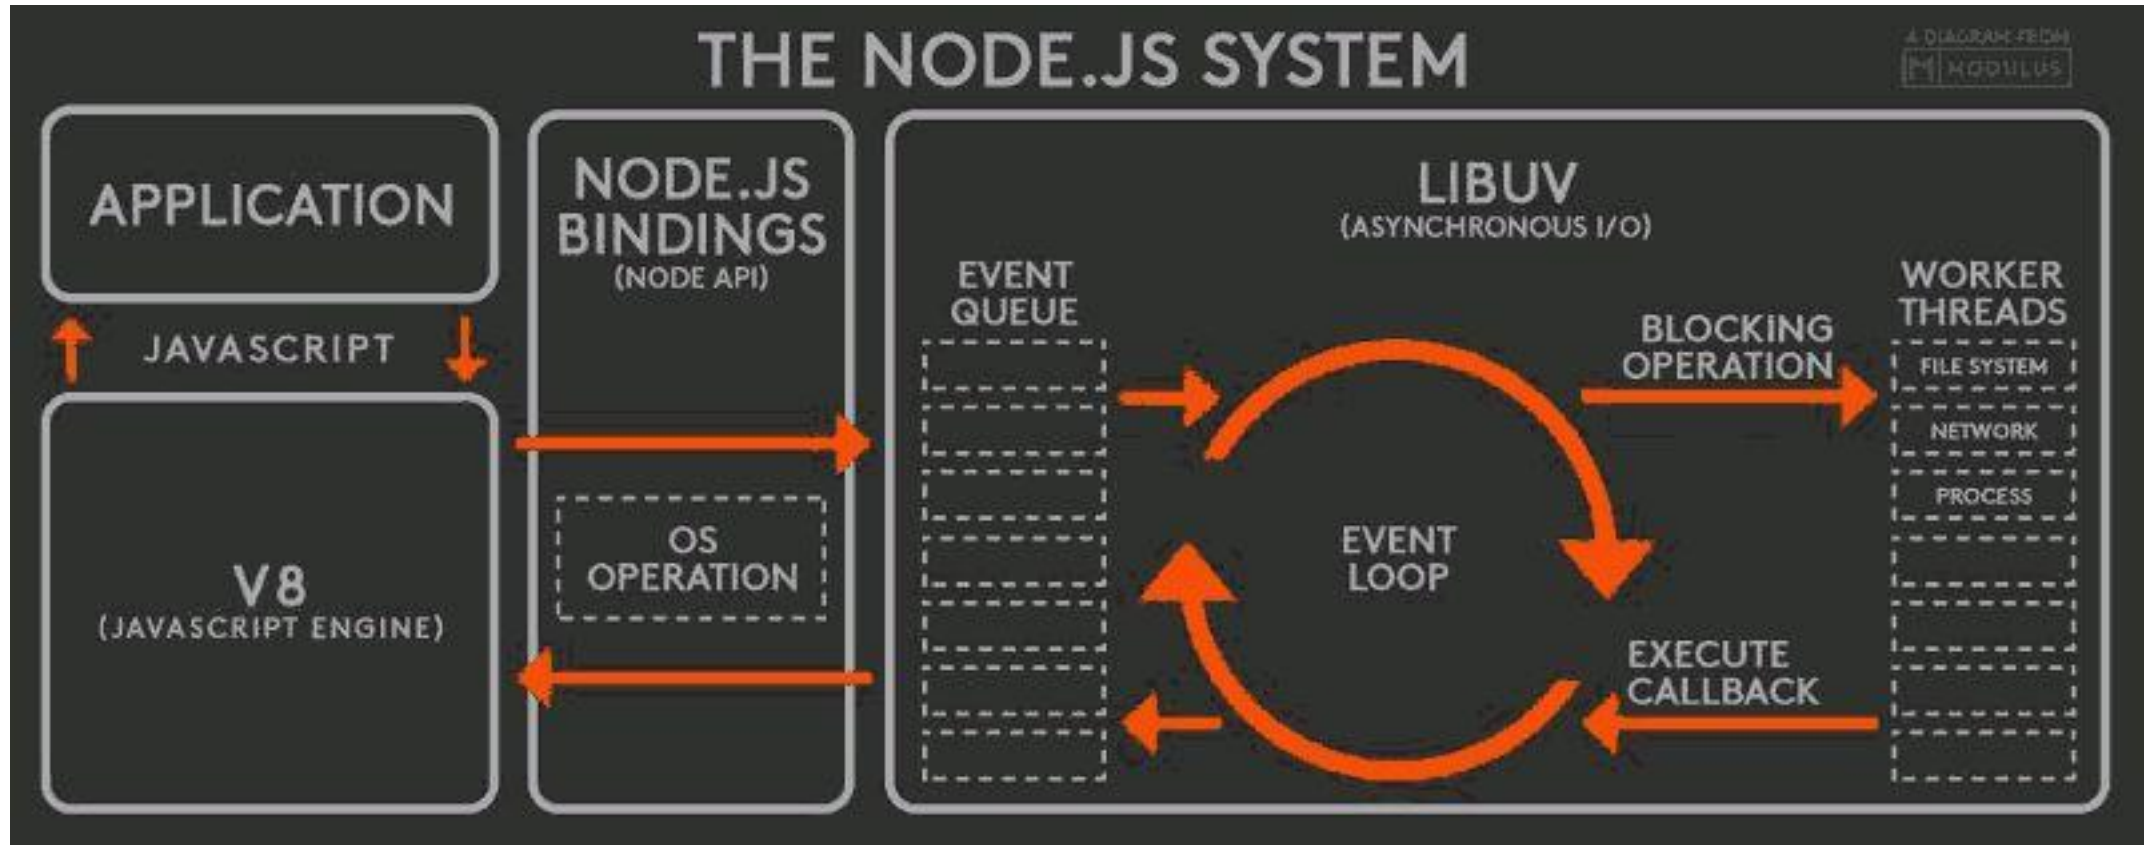 THE NODE.JS SYSTEM
A DIAGRAM FROM
M MODULUS
APPLICATION
JAVASCRIPT
V8
(JAVASCRIPT ENGINE)
NODE.JS
BINDINGS
(NODE API)
OS
OPERATION
LIBUV
(ASYNCHRONOUS I/O)
EVENT
QUEUE
EVENT
LOOP
BLOCKING
OPERATION
EXECUTE
CALLBACK
WORKER
THREADS
FILE SYSTEM
NETWORK
PROCESS